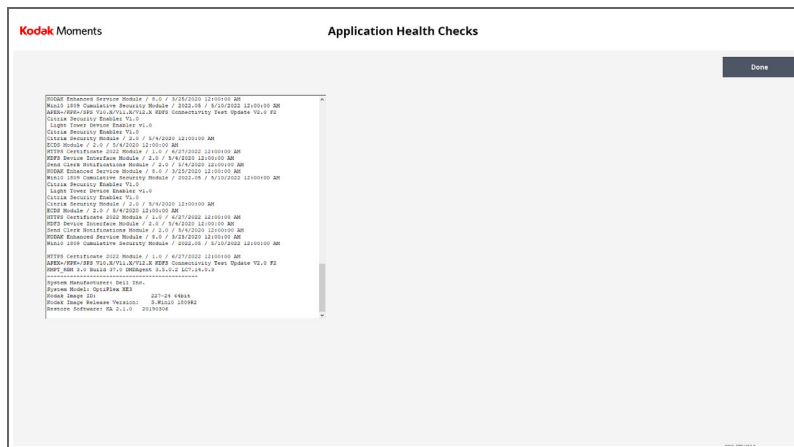 Kodak Moments
Application Health Checks
Done
KODAK Enhanced Service Module / 8.0 / 3/25/2020 12:00:00 AM
Win10 1809 Cumulative Security Module / 2022.05 / 5/10/2022 12:00:00 AM
APEX+/KPK+/SPS V10.X/V11.X/V12.X KDFS Connectivity Test Update V2.0 F2
Citrix Security Enabler V1.0
Light Tower Device Enabler v1.0
Citrix Security Enabler V1.0
Citrix Security Module / 2.0 / 5/4/2020 12:00:00 AM
ECDS Module / 2.0 / 5/4/2020 12:00:00 AM
HTTPS Certificate 2022 Module / 1.0 / 6/27/2022 12:00:00 AM
KDFS Device Interface Module / 2.0 / 5/4/2020 12:00:00 AM
Send Clerk Notifications Module / 2.0 / 5/4/2020 12:00:00 AM
KODAK Enhanced Service Module / 8.0 / 3/25/2020 12:00:00 AM
Win10 1809 Cumulative Security Module / 2022.05 / 5/10/2022 12:00:00 AM
Citrix Security Enabler V1.0
Light Tower Device Enabler v1.0
Citrix Security Enabler V1.0
Citrix Security Module / 2.0 / 5/4/2020 12:00:00 AM
ECDS Module / 2.0 / 5/4/2020 12:00:00 AM
HTTPS Certificate 2022 Module / 1.0 / 6/27/2022 12:00:00 AM
KDFS Device Interface Module / 2.0 / 5/4/2020 12:00:00 AM
Send Clerk Notifications Module / 2.0 / 5/4/2020 12:00:00 AM
KODAK Enhanced Service Module / 8.0 / 3/25/2020 12:00:00 AM
Win10 1809 Cumulative Security Module / 2022.05 / 5/10/2022 12:00:00 AM
HTTPS Certificate 2022 Module / 1.0 / 6/27/2022 12:00:00 AM
APEX+/KPK+/SPS V10.X/V11.X/V12.X KDFS Connectivity Test Update V2.0 F2
KMPT_RSM 3.0 Build 37.0 DMSAgent 3.5.0.2 LC7.14.0.3
-----------------------------------------------
System Manufacturer: Dell Inc.
System Model: OptiPlex XE3
Kodak Image ID: 227-24 64bit
Kodak Image Release Version: S.Win10 1809R2
Restore Software: KA 2.1.0 20190306